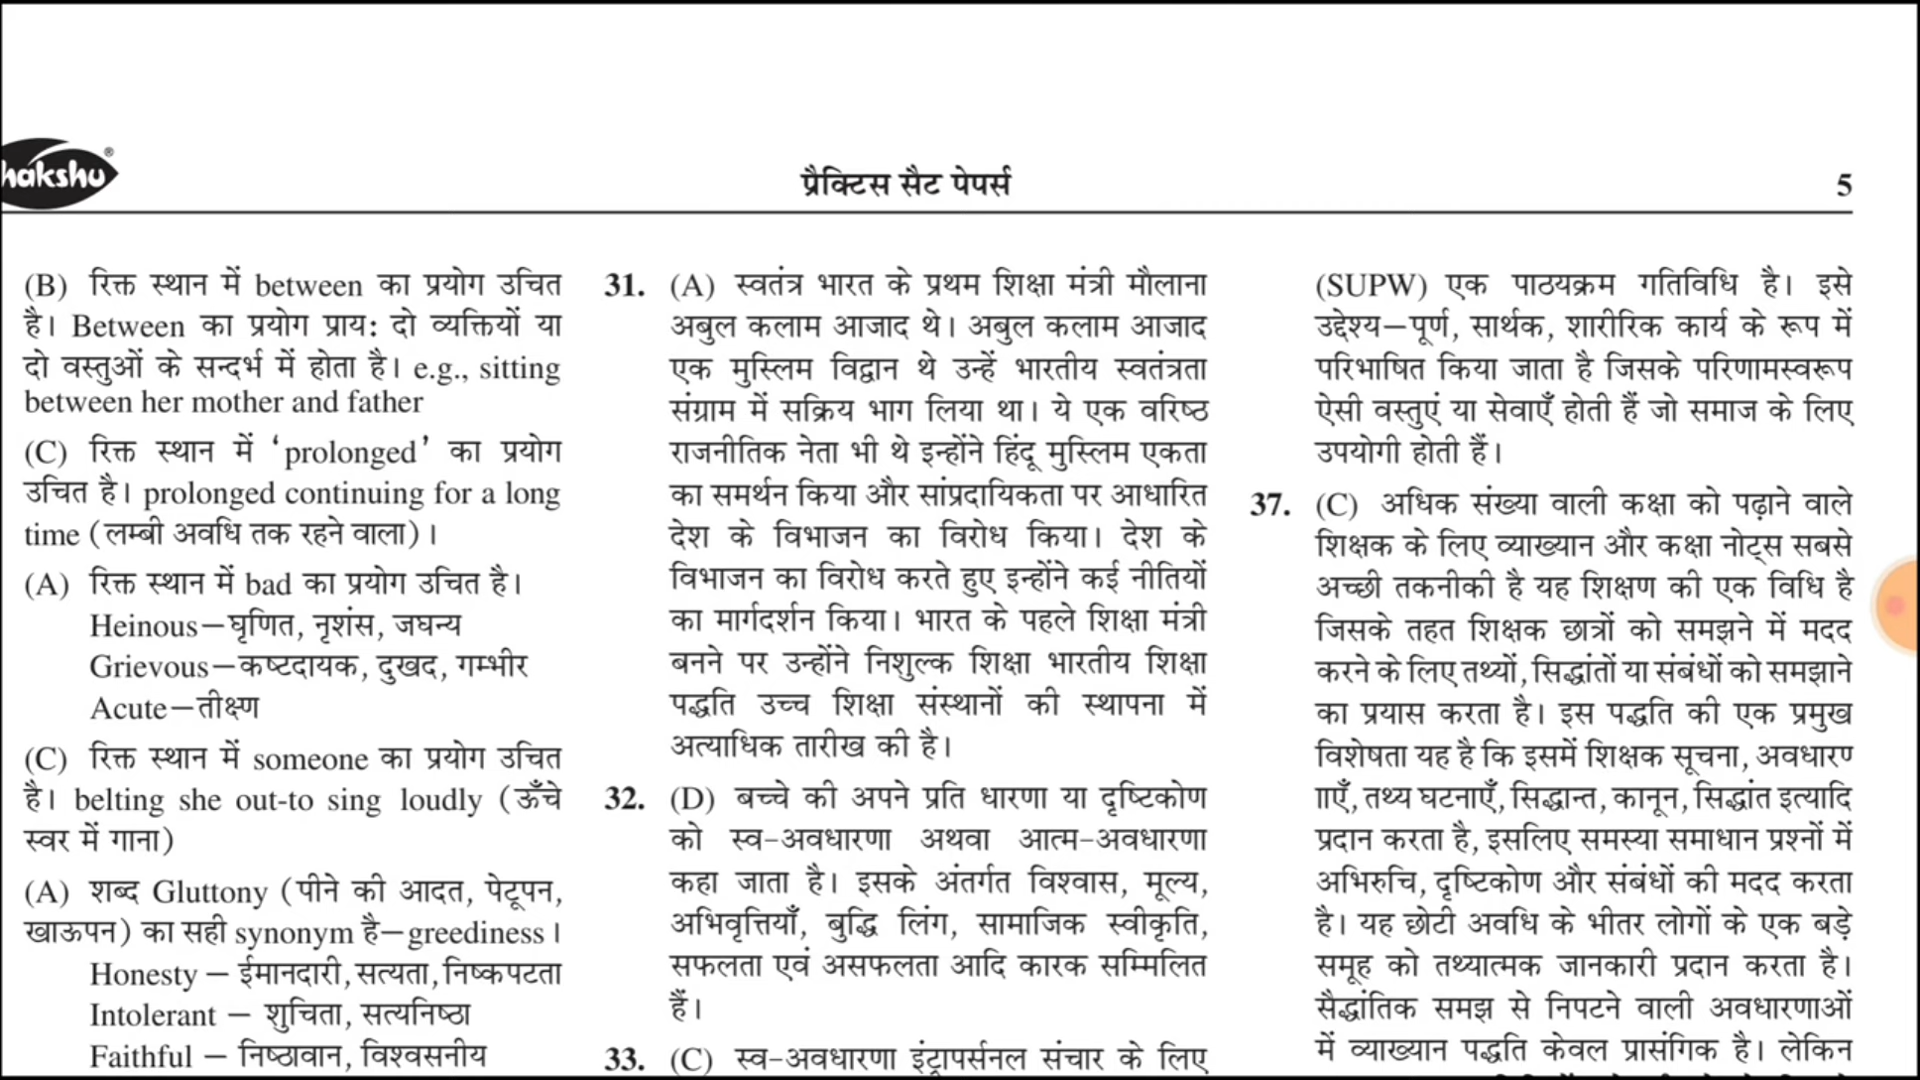 hakshu®
प्रैक्टिस सैट पेपर्स
5
(B) रिक्त स्थान में between का प्रयोग उचित
है। Between का प्रयोग प्राय: दो व्यक्तियों या
दो वस्तुओं के सन्दर्भ में होता है। e.g., sitting
between her mother and father
(C) रिक्त स्थान में ‘prolonged’ का प्रयोग
उचित है। prolonged continuing for a long
time (लम्बी अवधि तक रहने वाला)।
(A) रिक्त स्थान में bad का प्रयोग उचित है।
Heinous—घृणित, नृशंस, जघन्य
Grievous—कष्टदायक, दुखद, गम्भीर
Acute—तीक्ष्ण
(C) रिक्त स्थान में someone का प्रयोग उचित
है। belting she out-to sing loudly (ऊँचे
स्वर में गाना)
(A) शब्द Gluttony (पीने की आदत, पेटूपन,
खाऊपन) का सही synonym है—greediness।
Honesty — ईमानदारी, सत्यता, निष्कपटता
Intolerant — शुचिता, सत्यनिष्ठा
Faithful — निष्ठावान, विश्वसनीय
31. (A) स्वतंत्र भारत के प्रथम शिक्षा मंत्री मौलाना
अबुल कलाम आजाद थे। अबुल कलाम आजाद
एक मुस्लिम विद्वान थे उन्हें भारतीय स्वतंत्रता
संग्राम में सक्रिय भाग लिया था। ये एक वरिष्ठ
राजनीतिक नेता भी थे इन्होंने हिंदू मुस्लिम एकता
का समर्थन किया और सांप्रदायिकता पर आधारित
देश के विभाजन का विरोध किया। देश के
विभाजन का विरोध करते हुए इन्होंने कई नीतियों
का मार्गदर्शन किया। भारत के पहले शिक्षा मंत्री
बनने पर उन्होंने निशुल्क शिक्षा भारतीय शिक्षा
पद्धति उच्च शिक्षा संस्थानों की स्थापना में
अत्याधिक तारीख की है।
32. (D) बच्चे की अपने प्रति धारणा या दृष्टिकोण
को स्व-अवधारणा अथवा आत्म-अवधारणा
कहा जाता है। इसके अंतर्गत विश्वास, मूल्य,
अभिवृत्तियाँ, बुद्धि लिंग, सामाजिक स्वीकृति,
सफलता एवं असफलता आदि कारक सम्मिलित
हैं।
33. (C) स्व-अवधारणा इंट्रापर्सनल संचार के लिए
(SUPW) एक पाठयक्रम गतिविधि है। इसे
उद्देश्य—पूर्ण, सार्थक, शारीरिक कार्य के रूप में
परिभाषित किया जाता है जिसके परिणामस्वरूप
ऐसी वस्तुएं या सेवाएँ होती हैं जो समाज के लिए
उपयोगी होती हैं।
37. (C) अधिक संख्या वाली कक्षा को पढ़ाने वाले
शिक्षक के लिए व्याख्यान और कक्षा नोट्स सबसे
अच्छी तकनीकी है यह शिक्षण की एक विधि है
जिसके तहत शिक्षक छात्रों को समझने में मदद
करने के लिए तथ्यों, सिद्धांतों या संबंधों को समझाने
का प्रयास करता है। इस पद्धति की एक प्रमुख
विशेषता यह है कि इसमें शिक्षक सूचना, अवधारण
ाएँ, तथ्य घटनाएँ, सिद्धान्त, कानून, सिद्धांत इत्यादि
प्रदान करता है, इसलिए समस्या समाधान प्रश्नों में
अभिरुचि, दृष्टिकोण और संबंधों की मदद करता
है। यह छोटी अवधि के भीतर लोगों के एक बड़े
समूह को तथ्यात्मक जानकारी प्रदान करता है।
सैद्धांतिक समझ से निपटने वाली अवधारणाओं
में व्याख्यान पद्धति केवल प्रासंगिक है। लेकिन